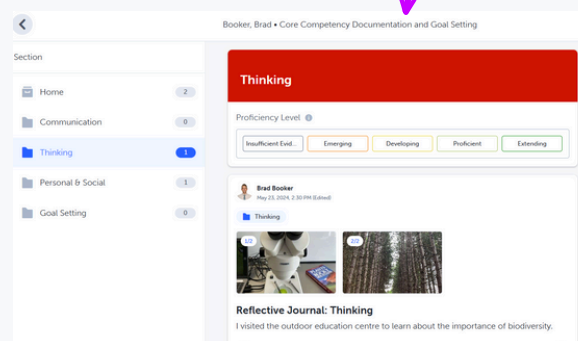 Booker, Brad • Core Competency Documentation and Goal Setting
Section
Home 2
Communication 0
Thinking 1
Personal & Social 1
Goal Setting 0
Thinking
Proficiency Level
Insufficient Evid...
Emerging
Developing
Proficient
Extending
Brad Booker
May 23, 2024, 2:30 PM (Edited)
Thinking
1/2
2/2
Reflective Journal: Thinking
I visited the outdoor education centre to learn about the importance of biodiversity.